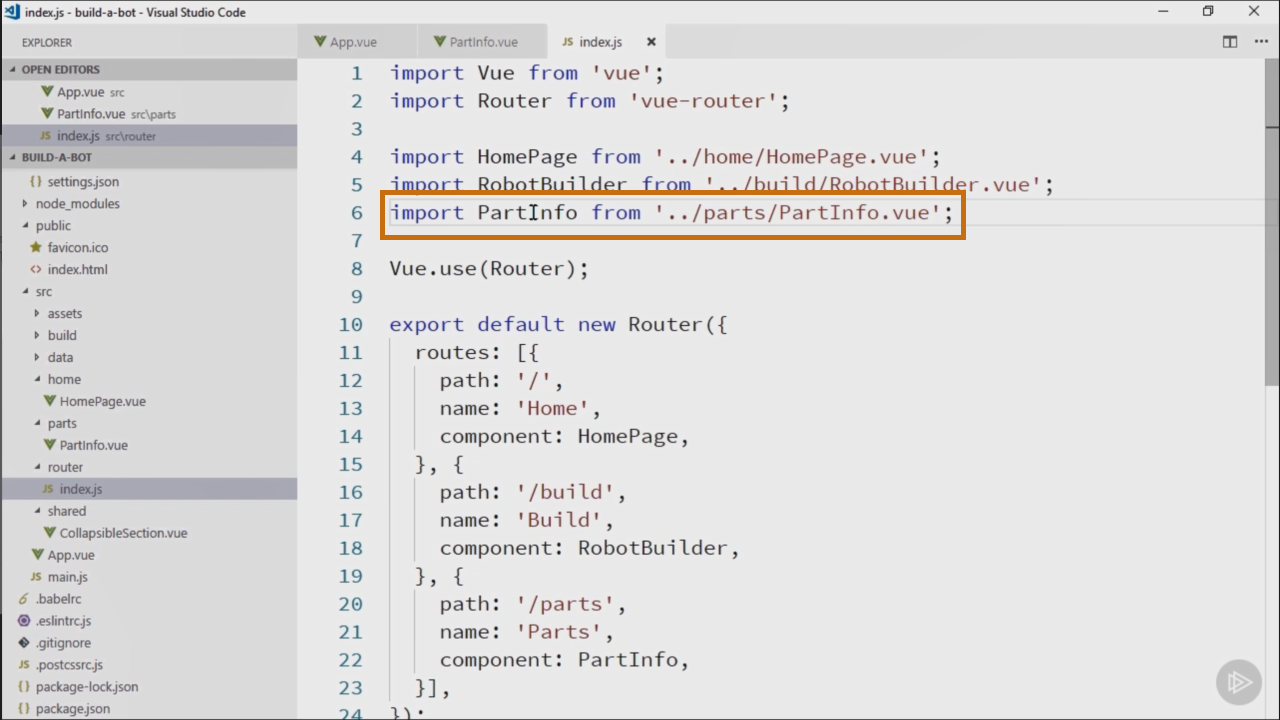 index.js - build-a-bot - Visual Studio Code
EXPLORER
OPEN EDITORS
App.vue src
PartInfo.vue src\parts
JS index.js src\router
BUILD-A-BOT
{} settings.json
node_modules
public
favicon.ico
<> index.html
src
assets
build
data
home
HomePage.vue
parts
PartInfo.vue
router
JS index.js
shared
CollapsibleSection.vue
App.vue
JS main.js
.babelrc
.eslintrc.js
.gitignore
JS .postcssrc.js
{} package-lock.json
{} package.json
App.vue
PartInfo.vue
JS index.js
1 import Vue from 'vue';
2 import Router from 'vue-router';
3
4 import HomePage from '../home/HomePage.vue';
5 import RobotBuilder from '../build/RobotBuilder.vue';
6 import PartInfo from '../parts/PartInfo.vue';
7
8 Vue.use(Router);
9
10 export default new Router({
11 routes: [{
12 path: '/',
13 name: 'Home',
14 component: HomePage,
15 }, {
16 path: '/build',
17 name: 'Build',
18 component: RobotBuilder,
19 }, {
20 path: '/parts',
21 name: 'Parts',
22 component: PartInfo,
23 }],
24 });